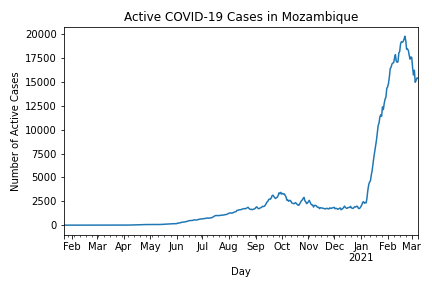 Active COVID-19 Cases in Mozambique
Number of Active Cases
20000
17500
15000
12500
10000
7500
5000
2500
0
Feb Mar Apr May Jun Jul Aug Sep Oct Nov Dec Jan Feb Mar
2021
Day